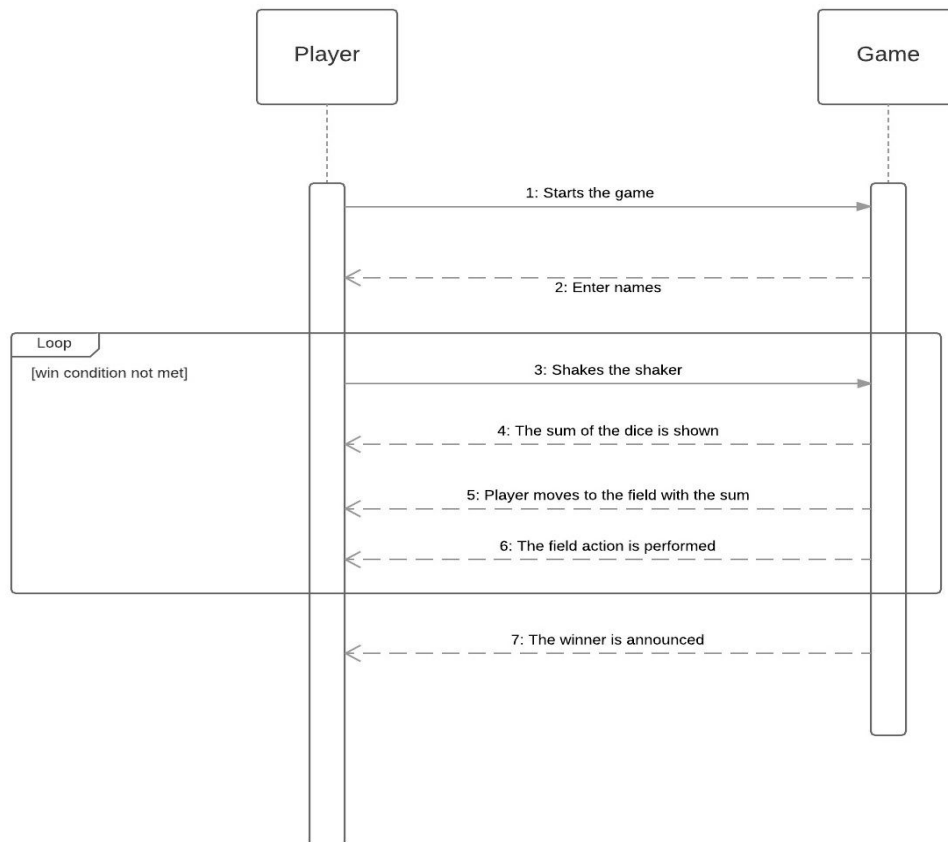 Player
Game
1: Starts the game
2: Enter names
Loop
[win condition not met]
3: Shakes the shaker
4: The sum of the dice is shown
5: Player moves to the field with the sum
6: The field action is performed
7: The winner is announced